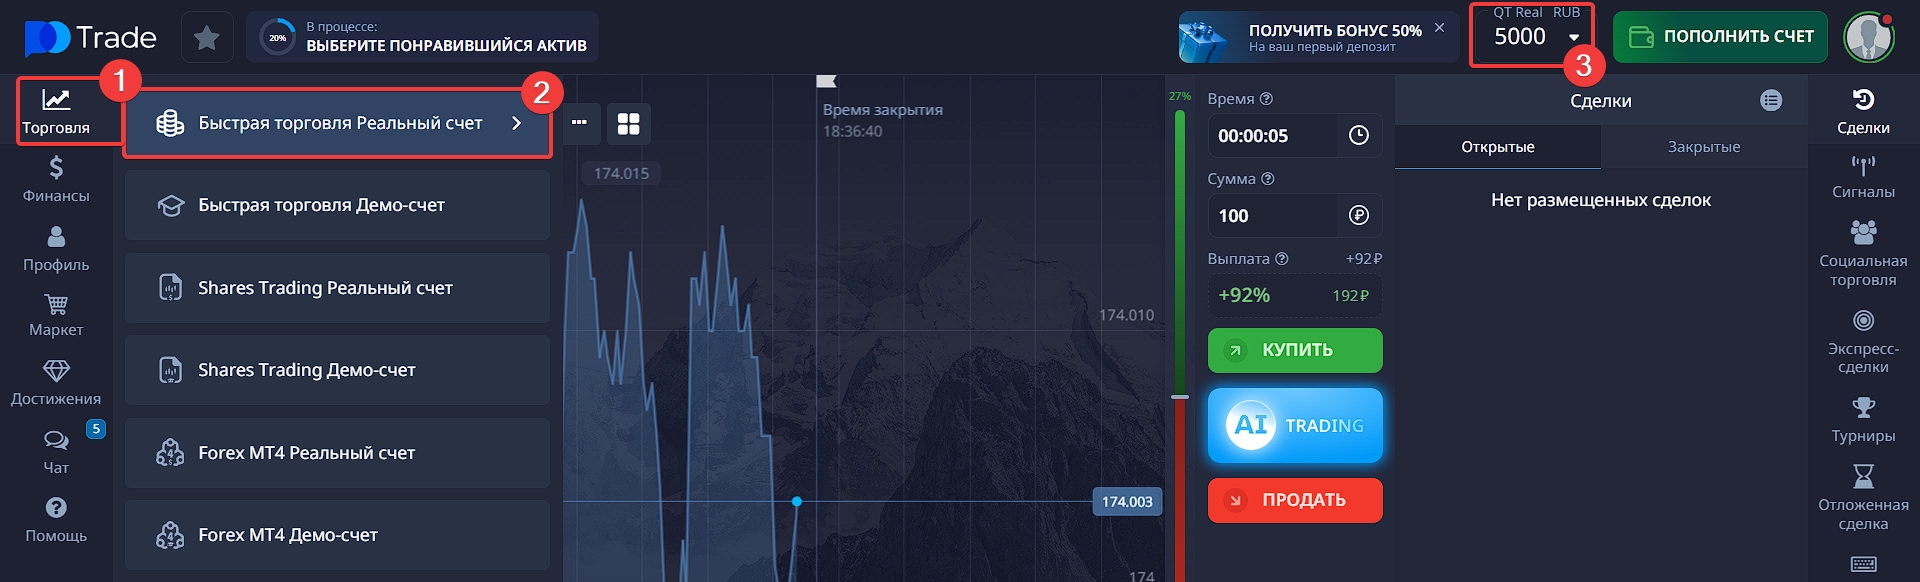 Trade
20%
В процессе:
ВЫБЕРИТЕ ПОНРАВИВШИЙСЯ АКТИВ
ПОЛУЧИТЬ БОНУС 50%
На ваш первый депозит
QT Real RUB
5000
3
ПОПОЛНИТЬ СЧЕТ
1
Торговля
Финансы
Профиль
Маркет
Достижения
5
Чат
Помощь
2
Быстрая торговля Реальный счет
Быстрая торговля Демо-счет
Shares Trading Реальный счет
Shares Trading Демо-счет
Forex MT4 Реальный счет
Forex MT4 Демо-счет
Время закрытия
18:36:40
174.015
174.010
174.003
174
27%
Время
00:00:05
Сумма
100
Выплата +92₽
+92% 192₽
КУПИТЬ
AI TRADING
ПРОДАТЬ
Сделки
Открытые Закрытые
Нет размещенных сделок
Сделки
Сигналы
Социальная
торговля
Экспресс-
сделки
Турниры
Отложенная
сделка